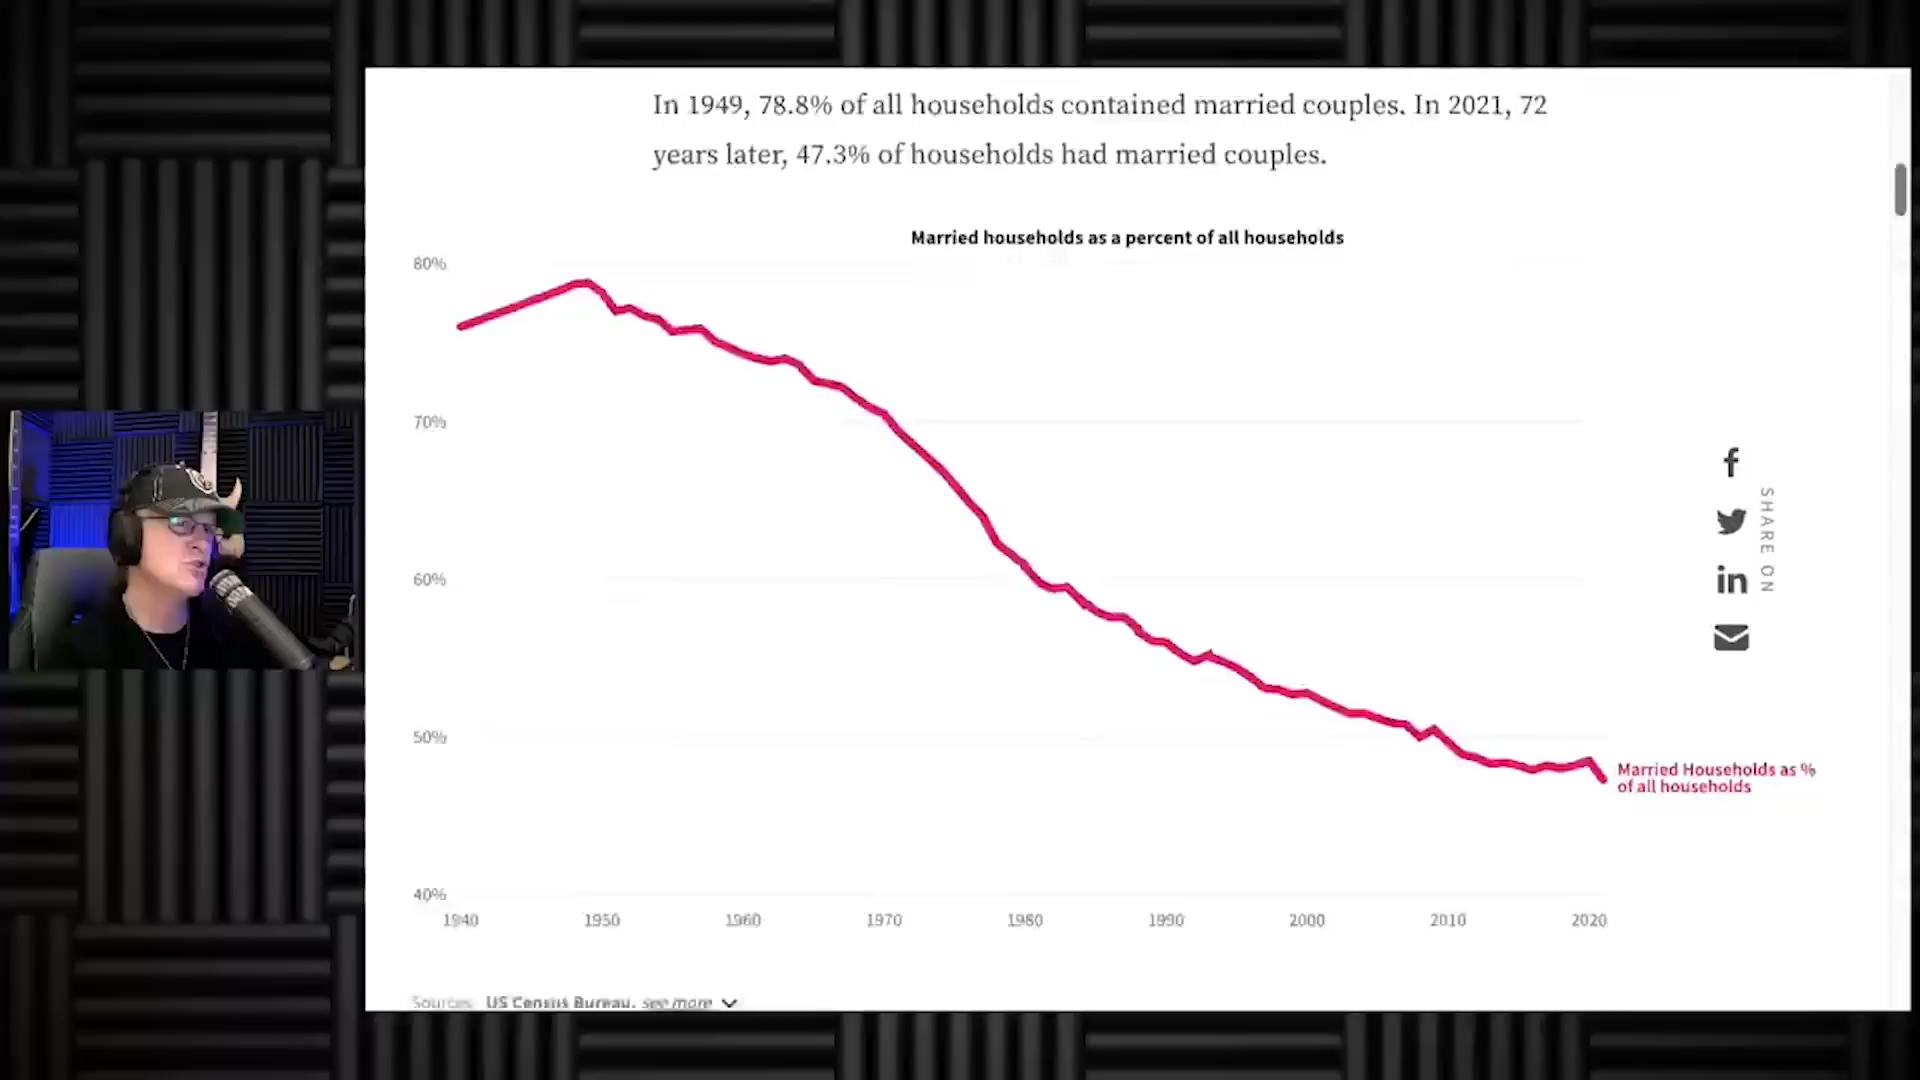 In 1949, 78.8% of all households contained married couples. In 2021, 72
years later, 47.3% of households had married couples.
Married households as a percent of all households
80%
70%
60%
50%
40%
1940 1950 1960 1970 1980 1990 2000 2010 2020
Married Households as %
of all households
SHARE ON
Sources: US Census Bureau. see more